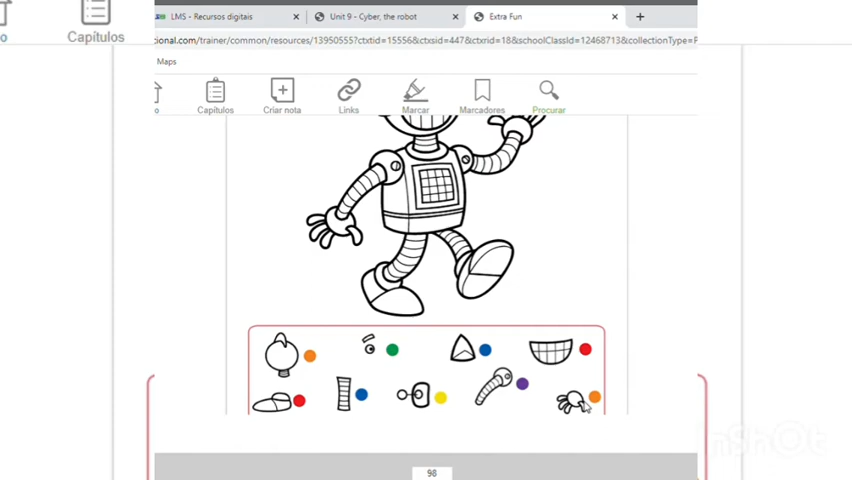 LMS - Recursos digitais
Unit 9 - Cyber, the robot
Extra Fun
cional.com/trainer/common/resources/13950555?ctxtid=15556&ctxsid=447&ctxrid=18&schoolClassId=12468713&collectionType=P
Maps
Capítulos
o
Capítulos
Criar nota
Links
Marcar
Marcadores
Procurar
98
InShOt